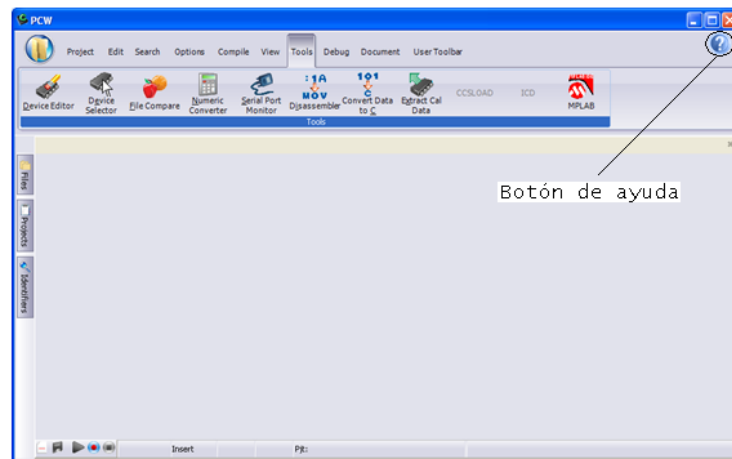 PCW
Project Edit Search Options Compile View Tools Debug Document User Toolbar
Device Editor
Device Selector
File Compare
Numeric Converter
Serial Port Monitor
:1A
MOV
Disassembler
101
C
Convert Data to C
Extract Cal Data
CCSLOAD
ICD
MPLAB
Tools
Botón de ayuda
Files
Projects
Identifiers
Insert
Pjt: